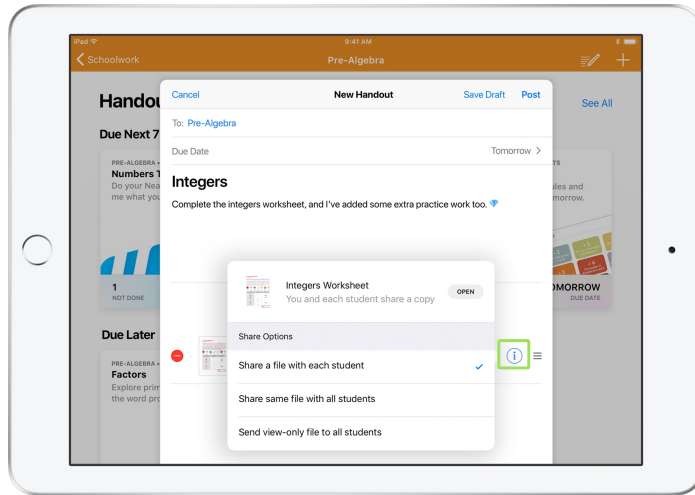 iPad
9:41 AM
Schoolwork
Pre-Algebra
Handou
See All
Cancel
New Handout
Save Draft
Post
To: Pre-Algebra
Due Date
Tomorrow
Due Next 7
PRE-ALGEBRA •
Numbers T
Do your Nea
me what you
Integers
Complete the integers worksheet, and I've added some extra practice work too. 💎
TS
ules and
morrow.
1
NOT DONE
OMORROW
DUE DATE
Integers Worksheet
You and each student share a copy
OPEN
Share Options
Share a file with each student
Share same file with all students
Send view-only file to all students
Due Later
PRE-ALGEBRA •
Factors
Explore prim
the word pro